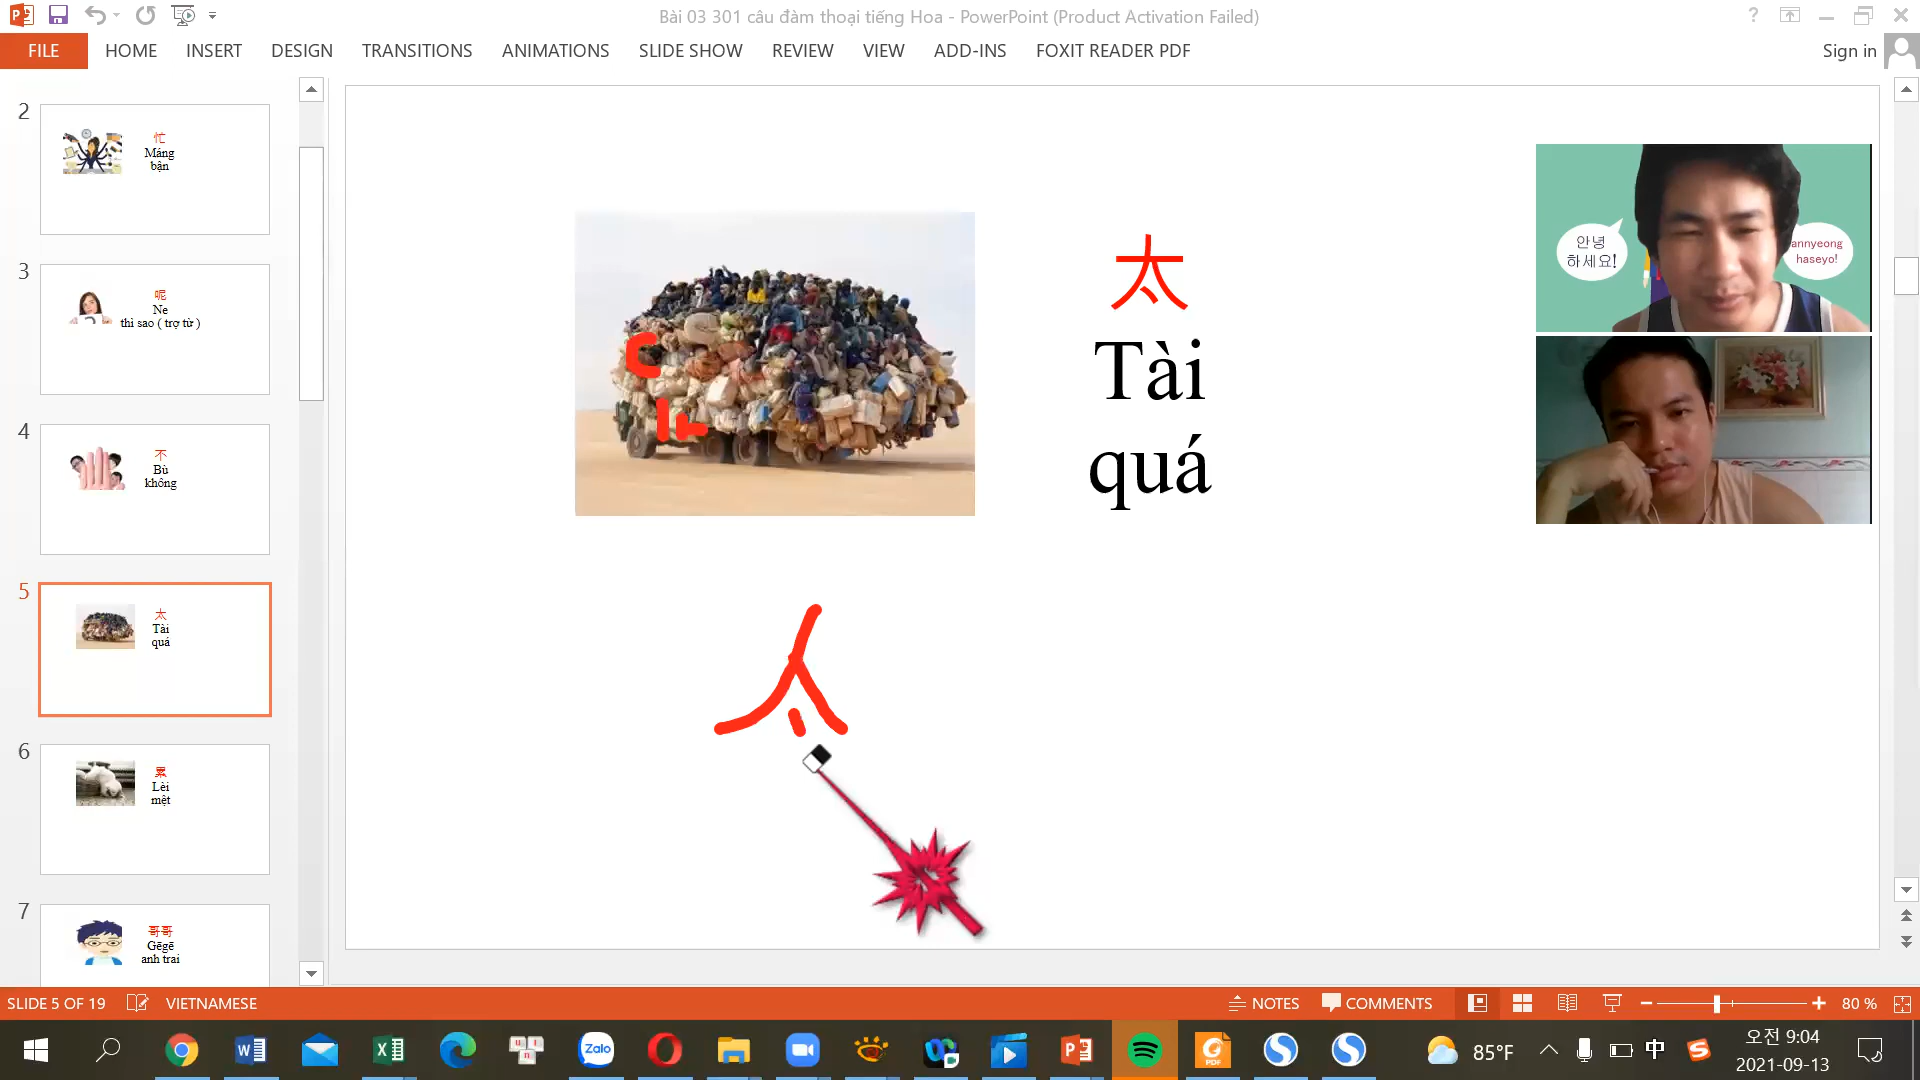 Bài 03 301 câu đàm thoại tiếng Hoa - PowerPoint (Product Activation Failed)
FILE HOME INSERT DESIGN TRANSITIONS ANIMATIONS SLIDE SHOW REVIEW VIEW ADD-INS FOXIT READER PDF
Sign in
2
忙
Máng
bận
3
呢
Ne
thì sao ( trợ từ )
4
不
Bù
không
5
太
Tài
quá
6
累
Lèi
mệt
7
哥哥
Gēgē
anh trai
太
Tài
quá
안녕
하세요!
annyeong
haseyo!
SLIDE 5 OF 19 VIETNAMESE
NOTES COMMENTS 80 %
Zalo
85°F
中
오전 9:04
2021-09-13